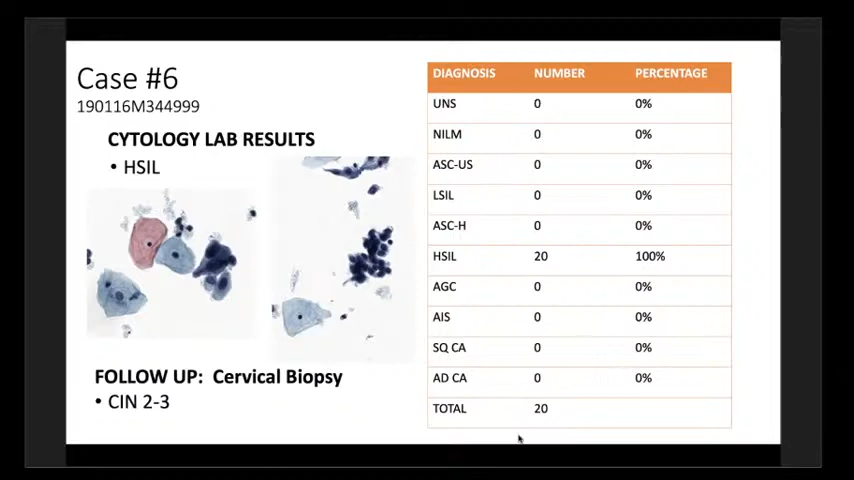 Case #6
190116M344999
CYTOLOGY LAB RESULTS
• HSIL
FOLLOW UP: Cervical Biopsy
• CIN 2-3
DIAGNOSIS NUMBER PERCENTAGE
UNS 0 0%
NILM 0 0%
ASC-US 0 0%
LSIL 0 0%
ASC-H 0 0%
HSIL 20 100%
AGC 0 0%
AIS 0 0%
SQ CA 0 0%
AD CA 0 0%
TOTAL 20